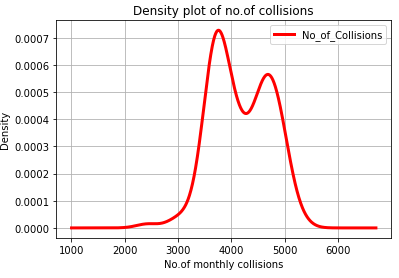 Density plot of no.of collisions
No_of_Collisions
0.0007
0.0006
0.0005
0.0004
0.0003
0.0002
0.0001
0.0000
Density
1000 2000 3000 4000 5000 6000
No.of monthly collisions